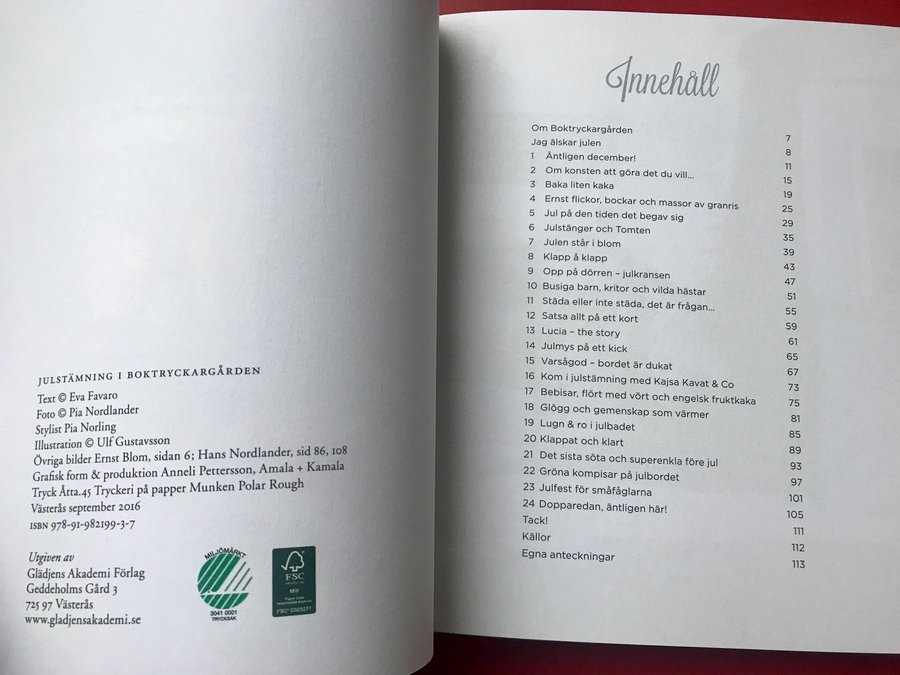 JULSTÄMNING I BOKTRYCKARGÅRDEN
Text © Eva Favaro
Foto © Pia Nordlander
Stylist Pia Norling
Illustration © Ulf Gustavsson
Övriga bilder Ernst Blom, sidan 6; Hans Nordlander, sid 86, 108
Grafisk form & produktion Anneli Pettersson, Amala + Kamala
Tryck Åtta.45 Tryckeri på papper Munken Polar Rough
Västerås september 2016
ISBN 978-91-982199-3-7
Utgiven av
Glädjens Akademi Förlag
Geddeholms Gård 3
725 97 Västerås
www.gladjensakademi.se
MILJÖMÄRKT
3041 0001
TRYCKSAK
FSC
MIX
FSC® C023277
Innehåll
Om Boktryckargården 7
Jag älskar julen 8
1 Äntligen december! 11
2 Om konsten att göra det du vill... 15
3 Baka liten kaka 19
4 Ernst flickor, bockar och massor av granris 25
5 Jul på den tiden det begav sig 29
6 Julstänger och Tomten 35
7 Julen står i blom 39
8 Klapp å klapp 43
9 Opp på dörren – julkransen 47
10 Busiga barn, kritor och vilda hästar 51
11 Städa eller inte städa, det är frågan... 55
12 Satsa allt på ett kort 59
13 Lucia – the story 61
14 Julmys på ett kick 65
15 Varsågod – bordet är dukat 67
16 Kom i julstämning med Kajsa Kavat & Co 73
17 Bebisar, flört med vört och engelsk fruktkaka 75
18 Glögg och gemenskap som värmer 81
19 Lugn & ro i julbadet 85
20 Klappat och klart 89
21 Det sista söta och superenkla före jul 93
22 Gröna kompisar på julbordet 97
23 Julfest för småfåglarna 101
24 Dopparedan, äntligen här! 105
Tack! 111
Källor 112
Egna anteckningar 113